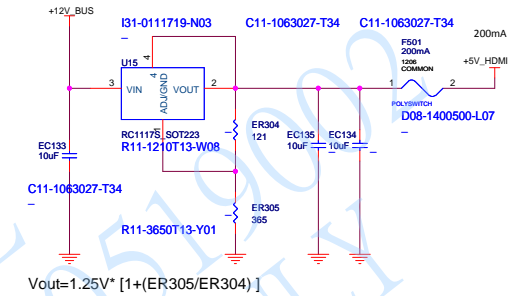 +12V_BUS
I31-0111719-N03
C11-1063027-T34
C11-1063027-T34
200mA
F501
200mA
1206
COMMON
+5V_HDMI
U15
4
4
3
VIN
ADJ/GND
VOUT
2
1
2
POLYSWITCH
D08-1400500-L07
RC1117S_SOT223
R11-1210T13-W08
ER304
121
EC133
10uF
EC135
10uF
EC134
10uF
C11-1063027-T34
ER305
365
R11-3650T13-Y01
Vout=1.25V* [1+(ER305/ER304) ]